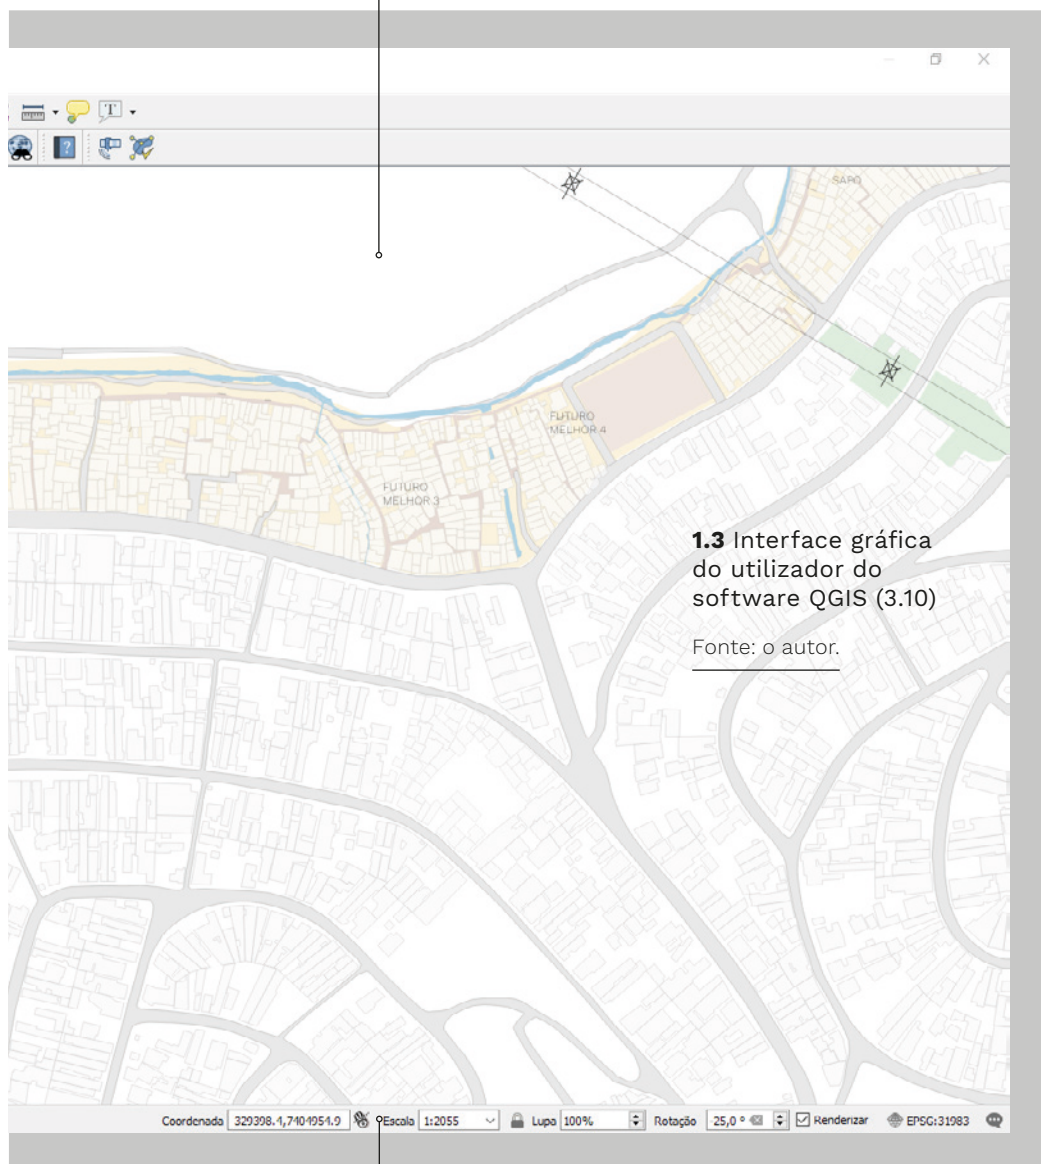 T
?
SAPO
FUTURO
MELHOR 4
FUTURO
MELHOR 3
1.3 Interface gráfica
do utilizador do
software QGIS (3.10)
Fonte: o autor.
Coordenada 329398.4,7404954.9 Escala 1:2055 Lupa 100% Rotação -25,0 ° Renderizar EPSG:31983